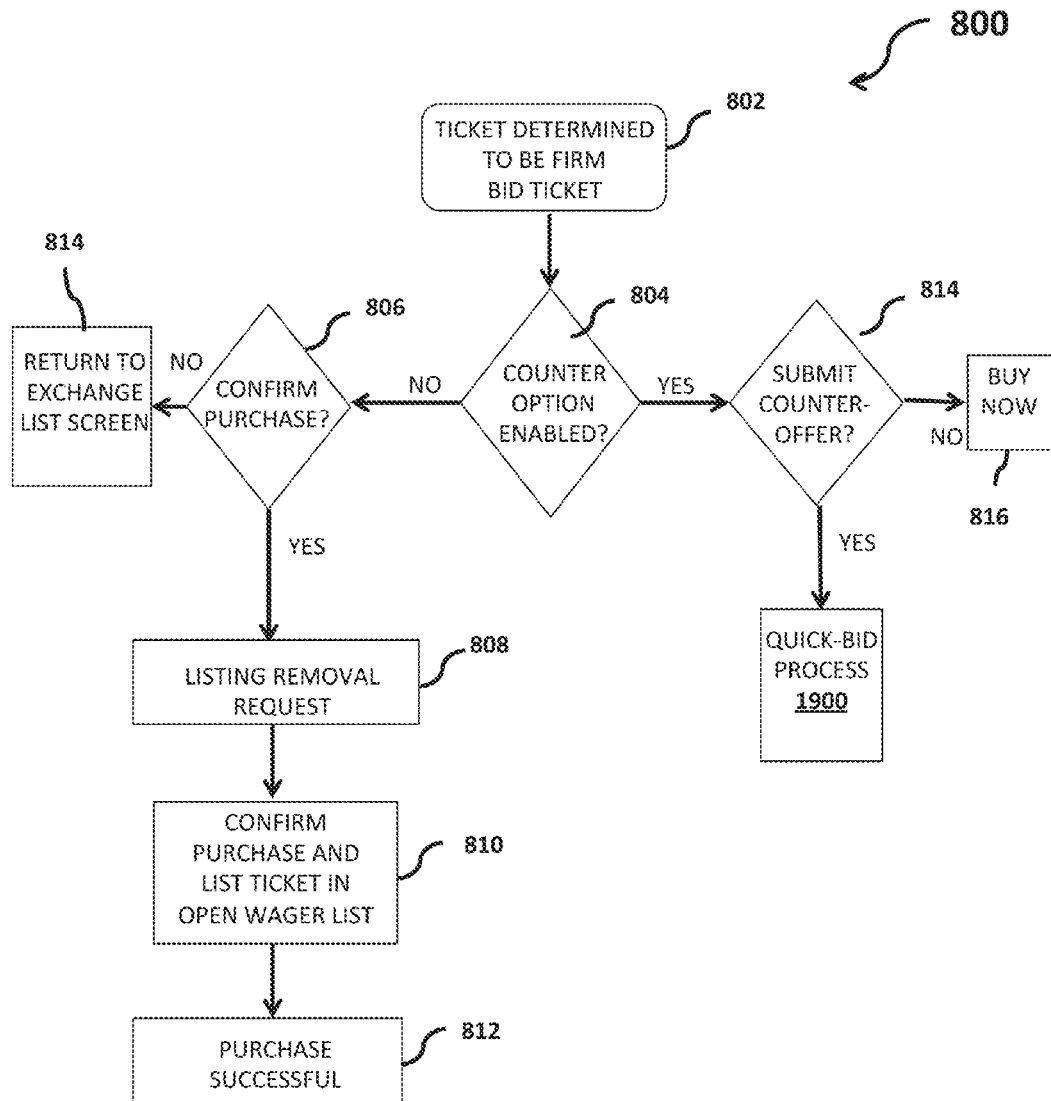 800
802
TICKET DETERMINED
TO BE FIRM
BID TICKET
814
806
804
814
RETURN TO
EXCHANGE
LIST SCREEN
NO
CONFIRM
PURCHASE?
NO
COUNTER
OPTION
ENABLED?
YES
SUBMIT
COUNTER-
OFFER?
NO
BUY
NOW
816
YES
YES
808
LISTING REMOVAL
REQUEST
QUICK-BID
PROCESS
1900
CONFIRM
PURCHASE AND
LIST TICKET IN
OPEN WAGER LIST
810
812
PURCHASE
SUCCESSFUL